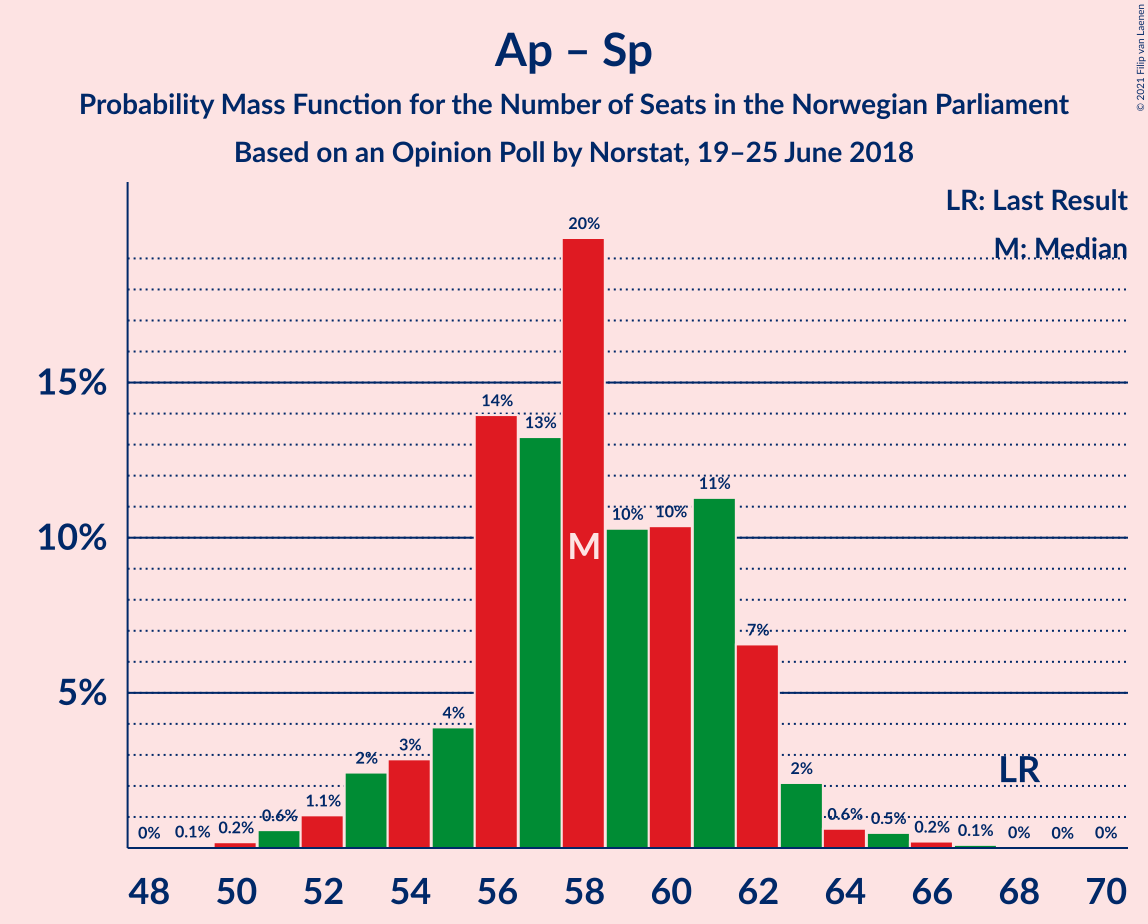 Ap – Sp
Probability Mass Function for the Number of Seats in the Norwegian Parliament
Based on an Opinion Poll by Norstat, 19–25 June 2018
© 2021 Filip van Laenen
LR: Last Result
M: Median
15%
10%
5%
0% 0.1% 0.2% 0.6% 1.1% 2% 3% 4% 14% 13% 20% 10% 10% 11% 7% 2% 0.6% 0.5% 0.2% 0.1% 0% 0% 0%
M
LR
48 50 52 54 56 58 60 62 64 66 68 70